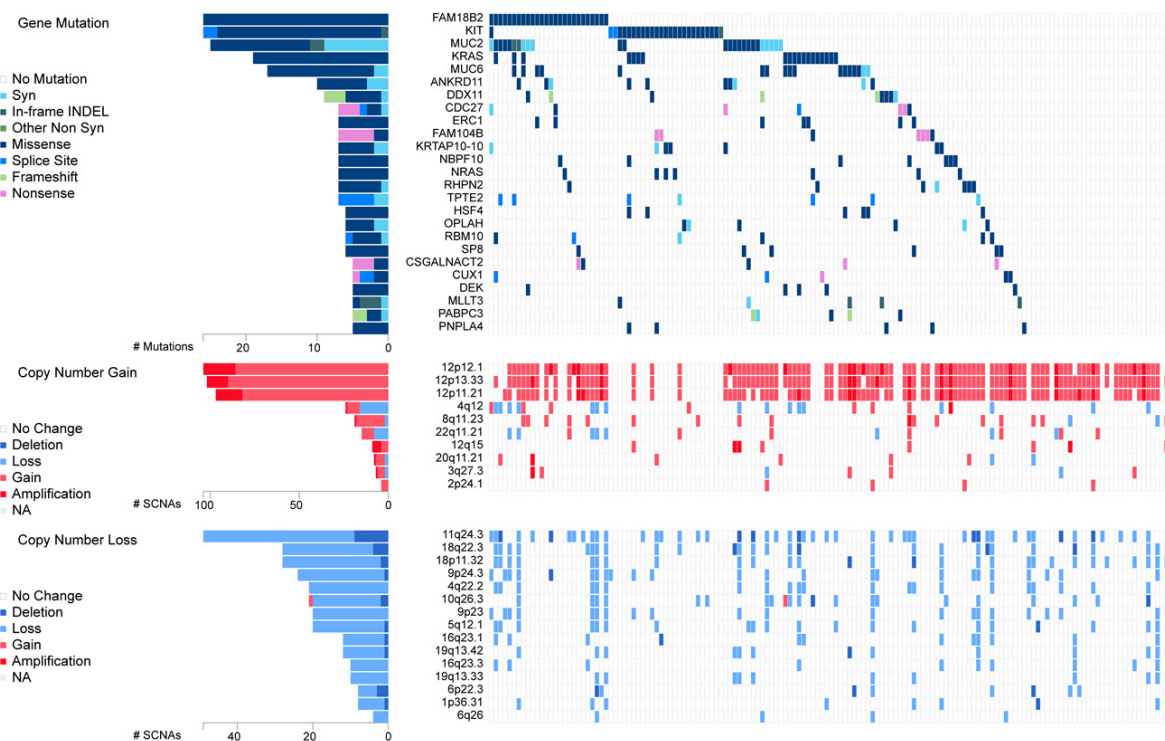 Gene Mutation
No Mutation
Syn
In-frame INDEL
Other Non Syn
Missense
Splice Site
Frameshift
Nonsense
FAM18B2
KIT
MUC2
KRAS
MUC6
ANKRD11
DDX11
CDC27
ERC1
FAM104B
KRTAP10-10
NBPF10
NRAS
RHPN2
TPTE2
HSF4
OPLAH
RBM10
SP8
CSGALNACT2
CUX1
DEK
MLLT3
PABPC3
PNPLA4
# Mutations 20 10 0
Copy Number Gain
No Change
Deletion
Loss
Gain
Amplification
NA
12p12.1
12p13.33
12p11.21
4q12
8q11.23
22q11.21
12q15
20q11.21
3q27.3
2p24.1
# SCNAs 100 50 0
Copy Number Loss
No Change
Deletion
Loss
Gain
Amplification
NA
11q24.3
18q22.3
18p11.32
9p24.3
4q22.2
10q26.3
9p23
5q12.1
16q23.1
19q13.42
16q23.3
19q13.33
6p22.3
1p36.31
6q26
# SCNAs 40 20 0